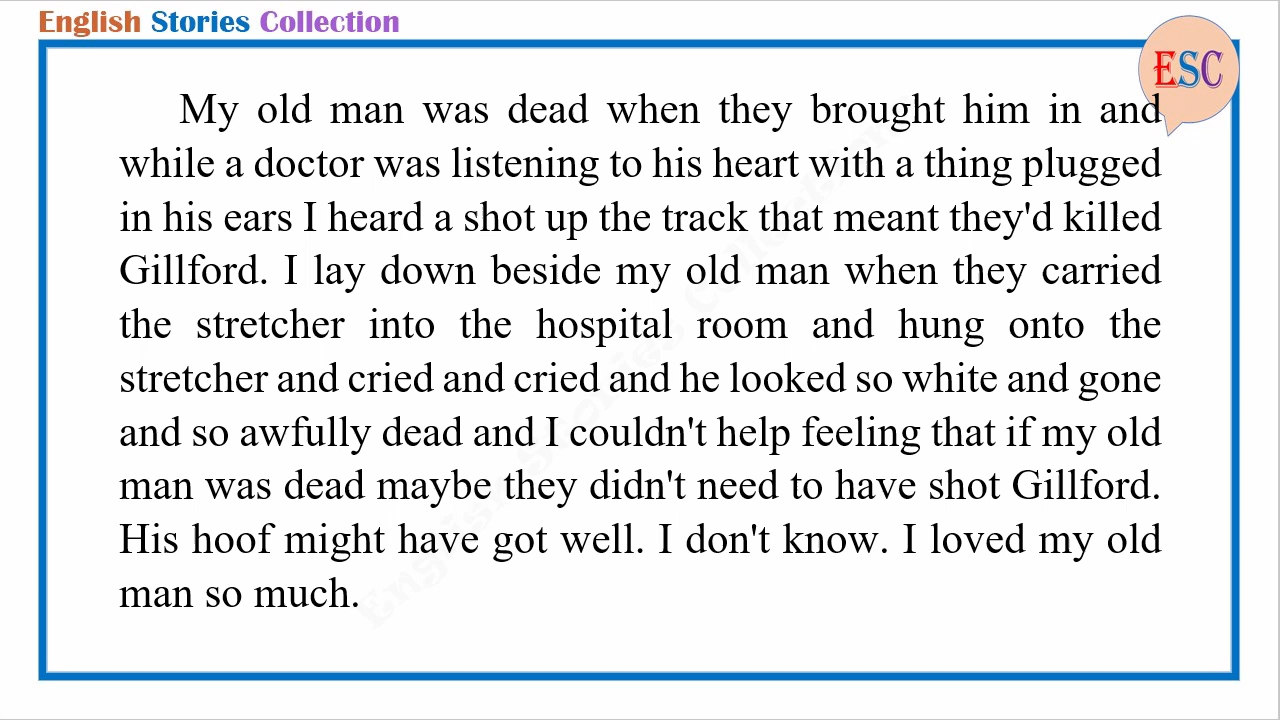 English Stories Collection
ESC
My old man was dead when they brought him in and
while a doctor was listening to his heart with a thing plugged
in his ears I heard a shot up the track that meant they'd killed
Gillford. I lay down beside my old man when they carried
the stretcher into the hospital room and hung onto the
stretcher and cried and cried and he looked so white and gone
and so awfully dead and I couldn't help feeling that if my old
man was dead maybe they didn't need to have shot Gillford.
His hoof might have got well. I don't know. I loved my old
man so much.
English Stories Collection